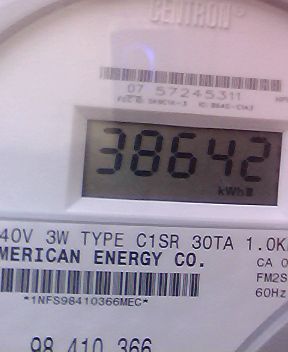 CENTRON®
07 57245311
38642
kWh
40V 3W TYPE C1SR 30TA 1.0K
MERICAN ENERGY CO.
CA 0
FM2S
60Hz
*1NFS98410366MEC*
98 410 366